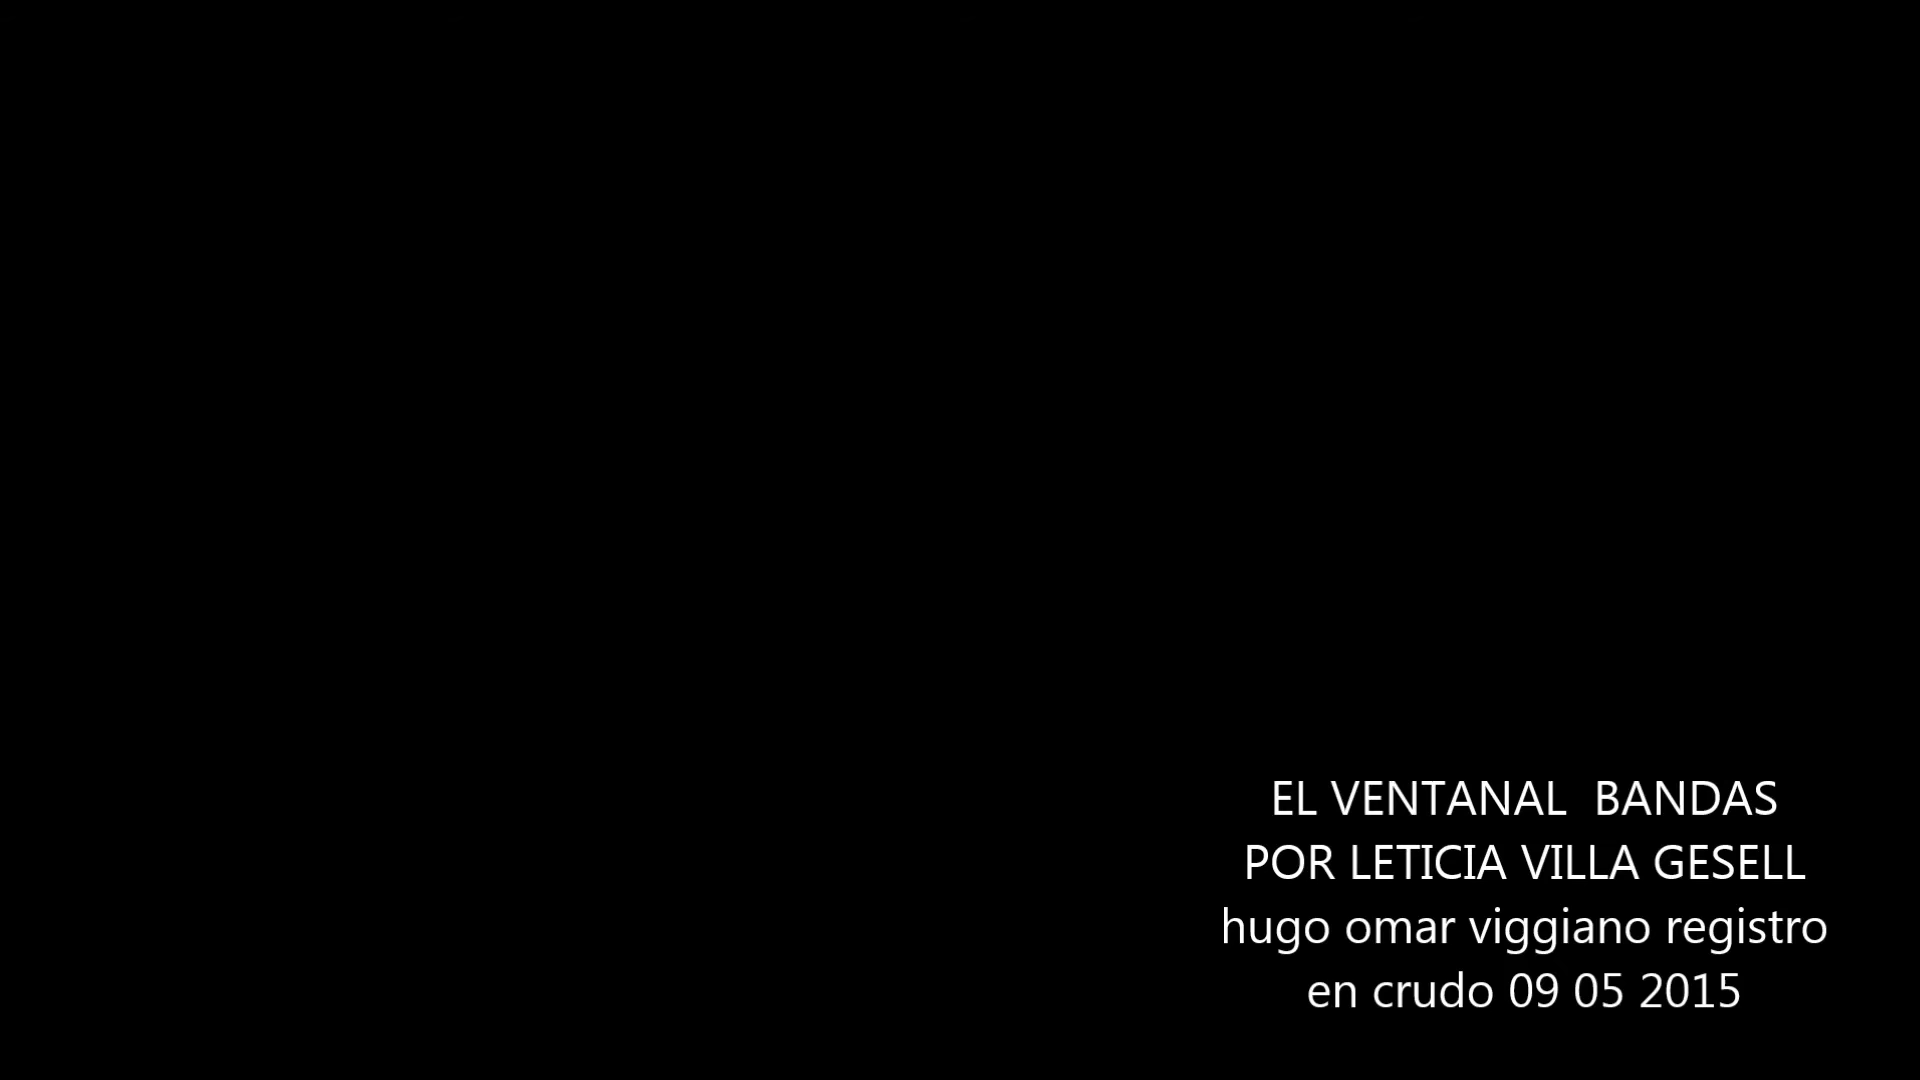 EL VENTANAL  BANDAS
POR LETICIA VILLA GESELL
hugo omar viggiano registro
en crudo 09 05 2015